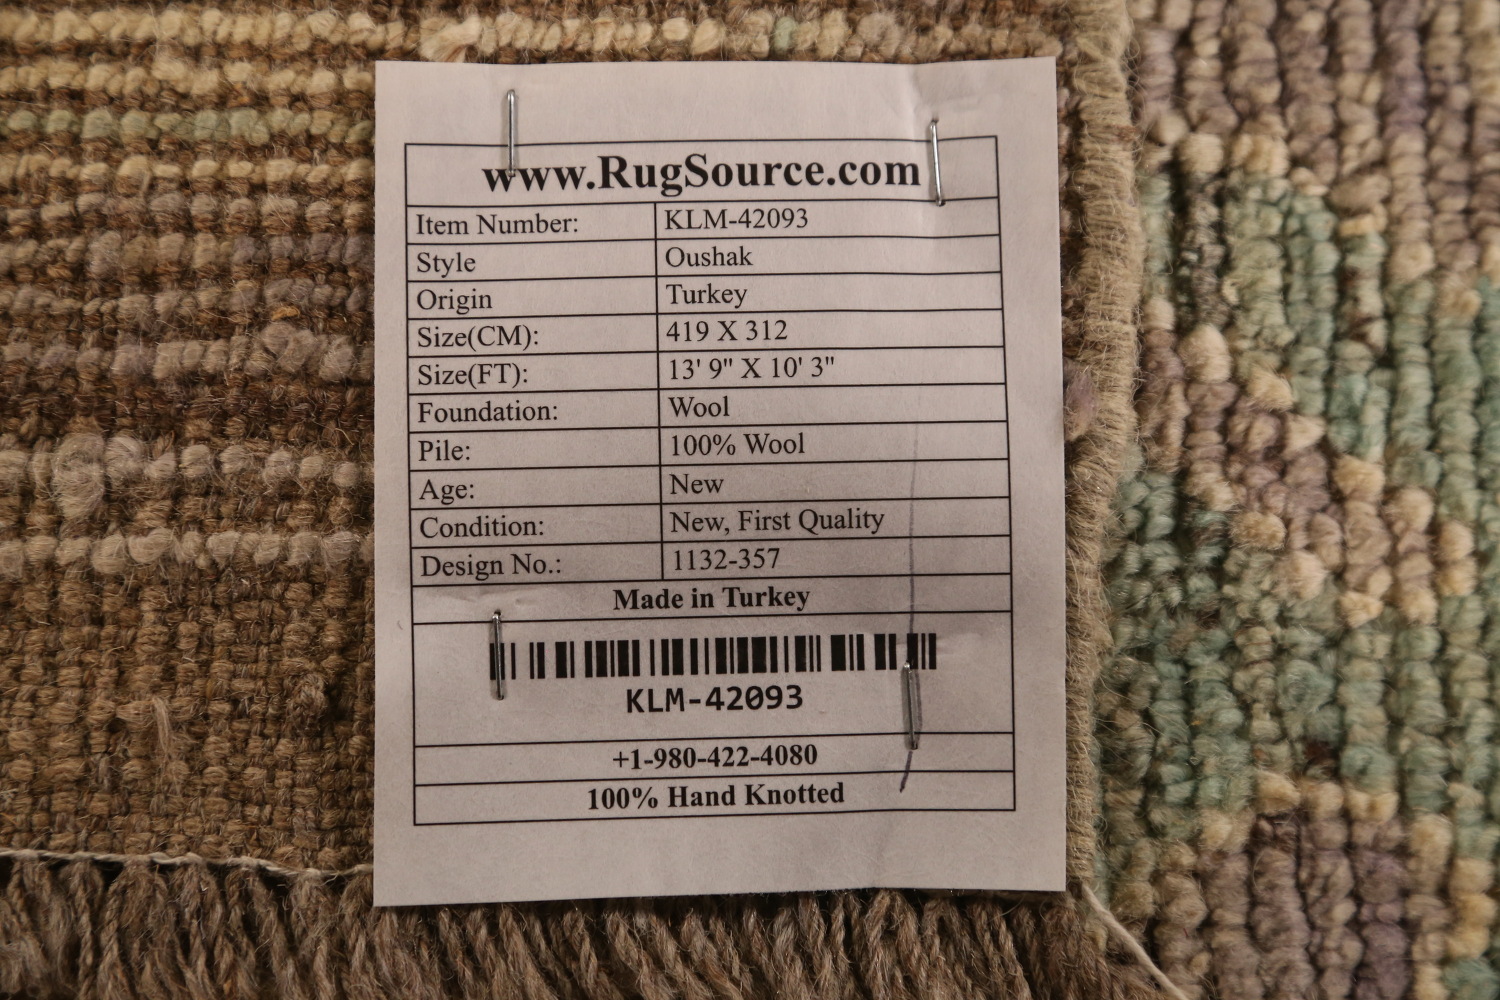 www.RugSource.com
Item Number: KLM-42093
Style Oushak
Origin Turkey
Size(CM): 419 X 312
Size(FT): 13' 9" X 10' 3"
Foundation: Wool
Pile: 100% Wool
Age: New
Condition: New, First Quality
Design No.: 1132-357
Made in Turkey
KLM-42093
+1-980-422-4080
100% Hand Knotted